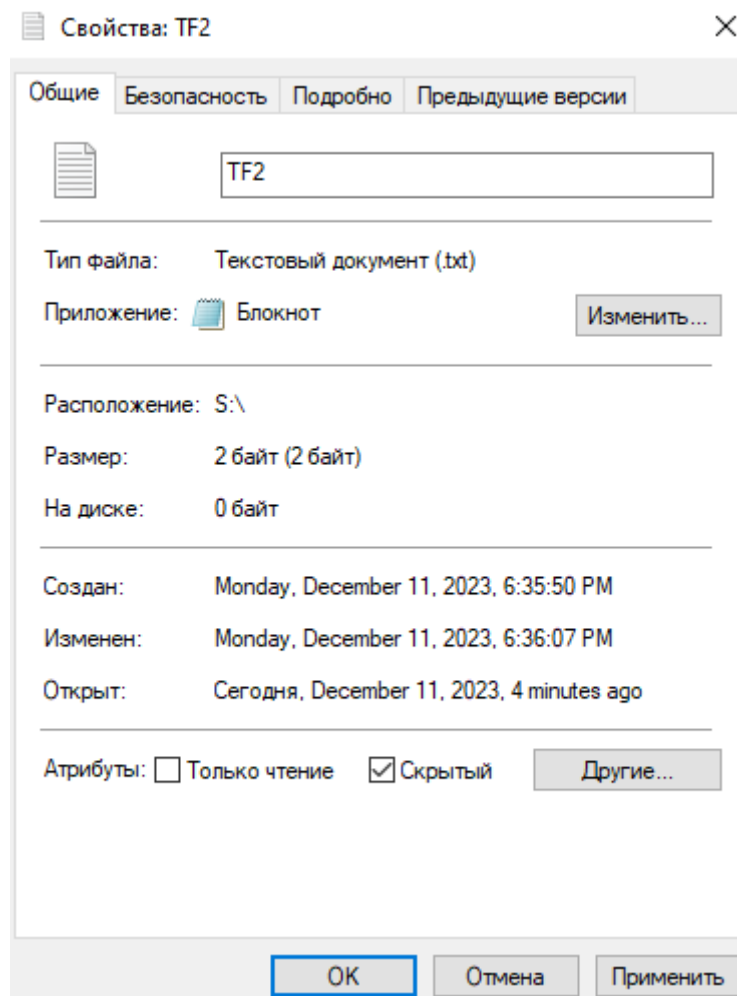 Свойства: TF2
Общие Безопасность Подробно Предыдущие версии
TF2
Тип файла: Текстовый документ (.txt)
Приложение: Блокнот Изменить...
Расположение: S:\
Размер: 2 байт (2 байт)
На диске: 0 байт
Создан: Monday, December 11, 2023, 6:35:50 PM
Изменен: Monday, December 11, 2023, 6:36:07 PM
Открыт: Сегодня, December 11, 2023, 4 minutes ago
Атрибуты: Только чтение Скрытый Другие...
OK Отмена Применить